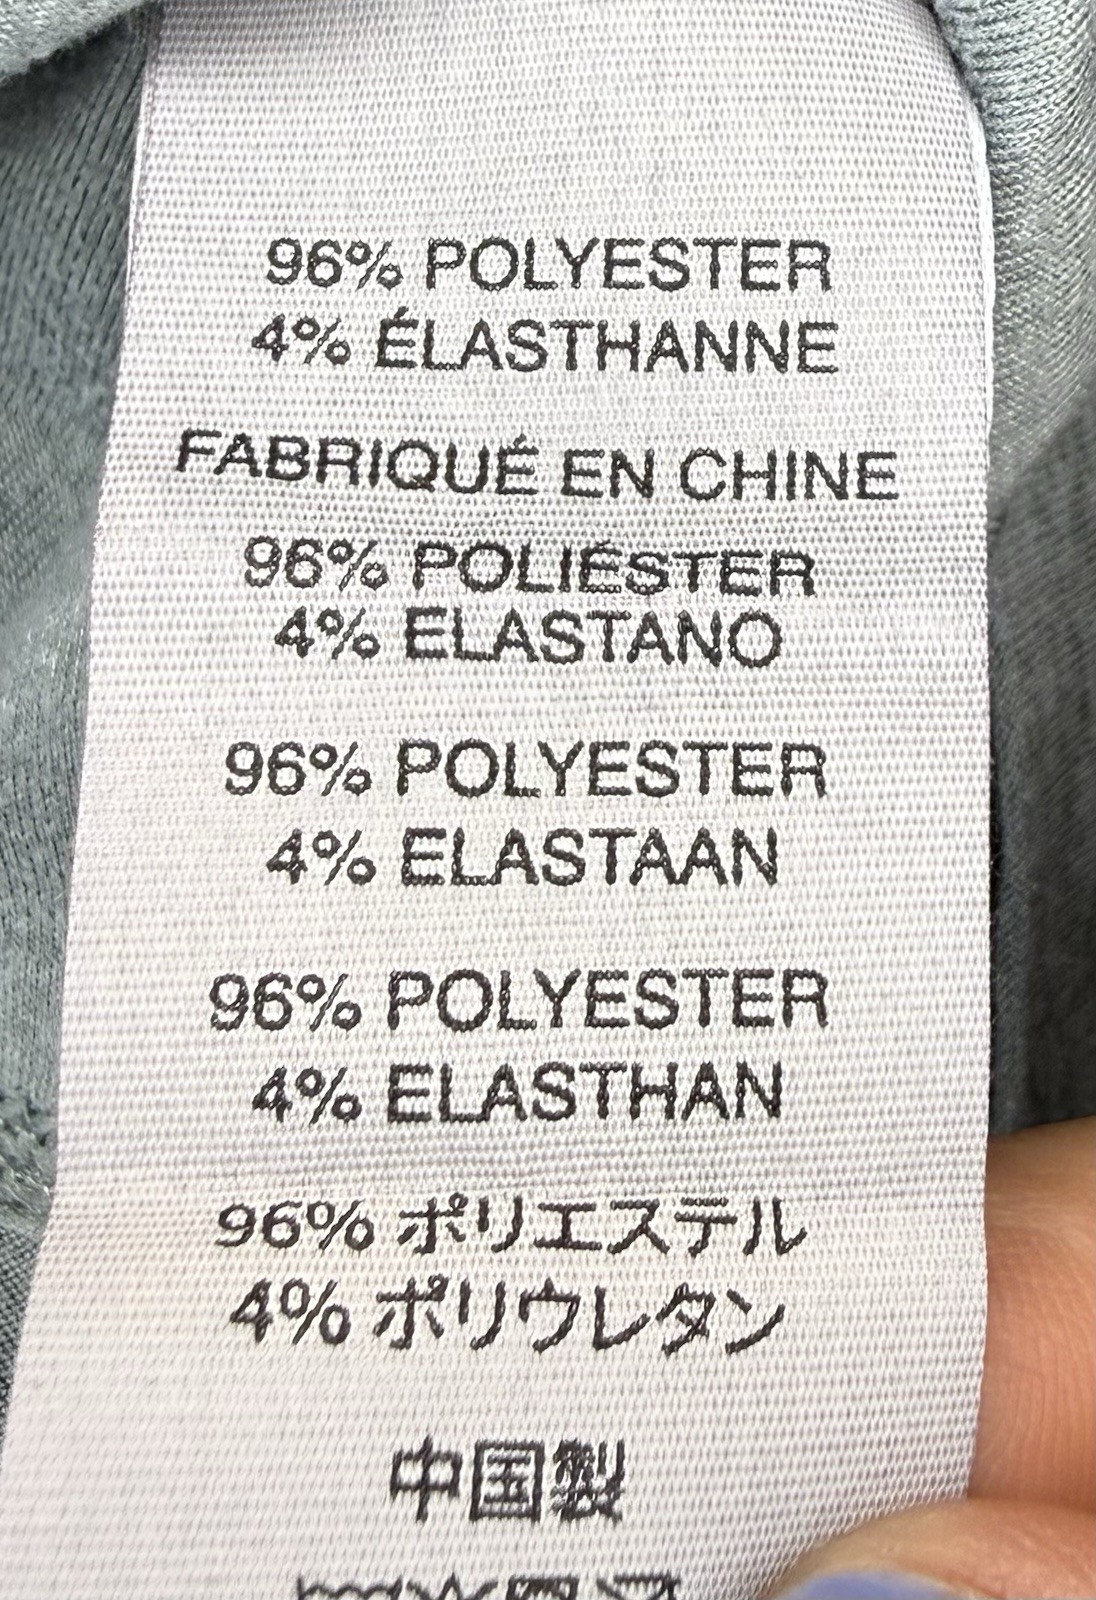 96% POLYESTER
4% ÉLASTHANNE
FABRIQUÉ EN CHINE
96% POLIÉSTER
4% ELASTANO
96% POLYESTER
4% ELASTAAN
96% POLYESTER
4% ELASTHAN
96% ポリエステル
4% ポリウレタン
中国製